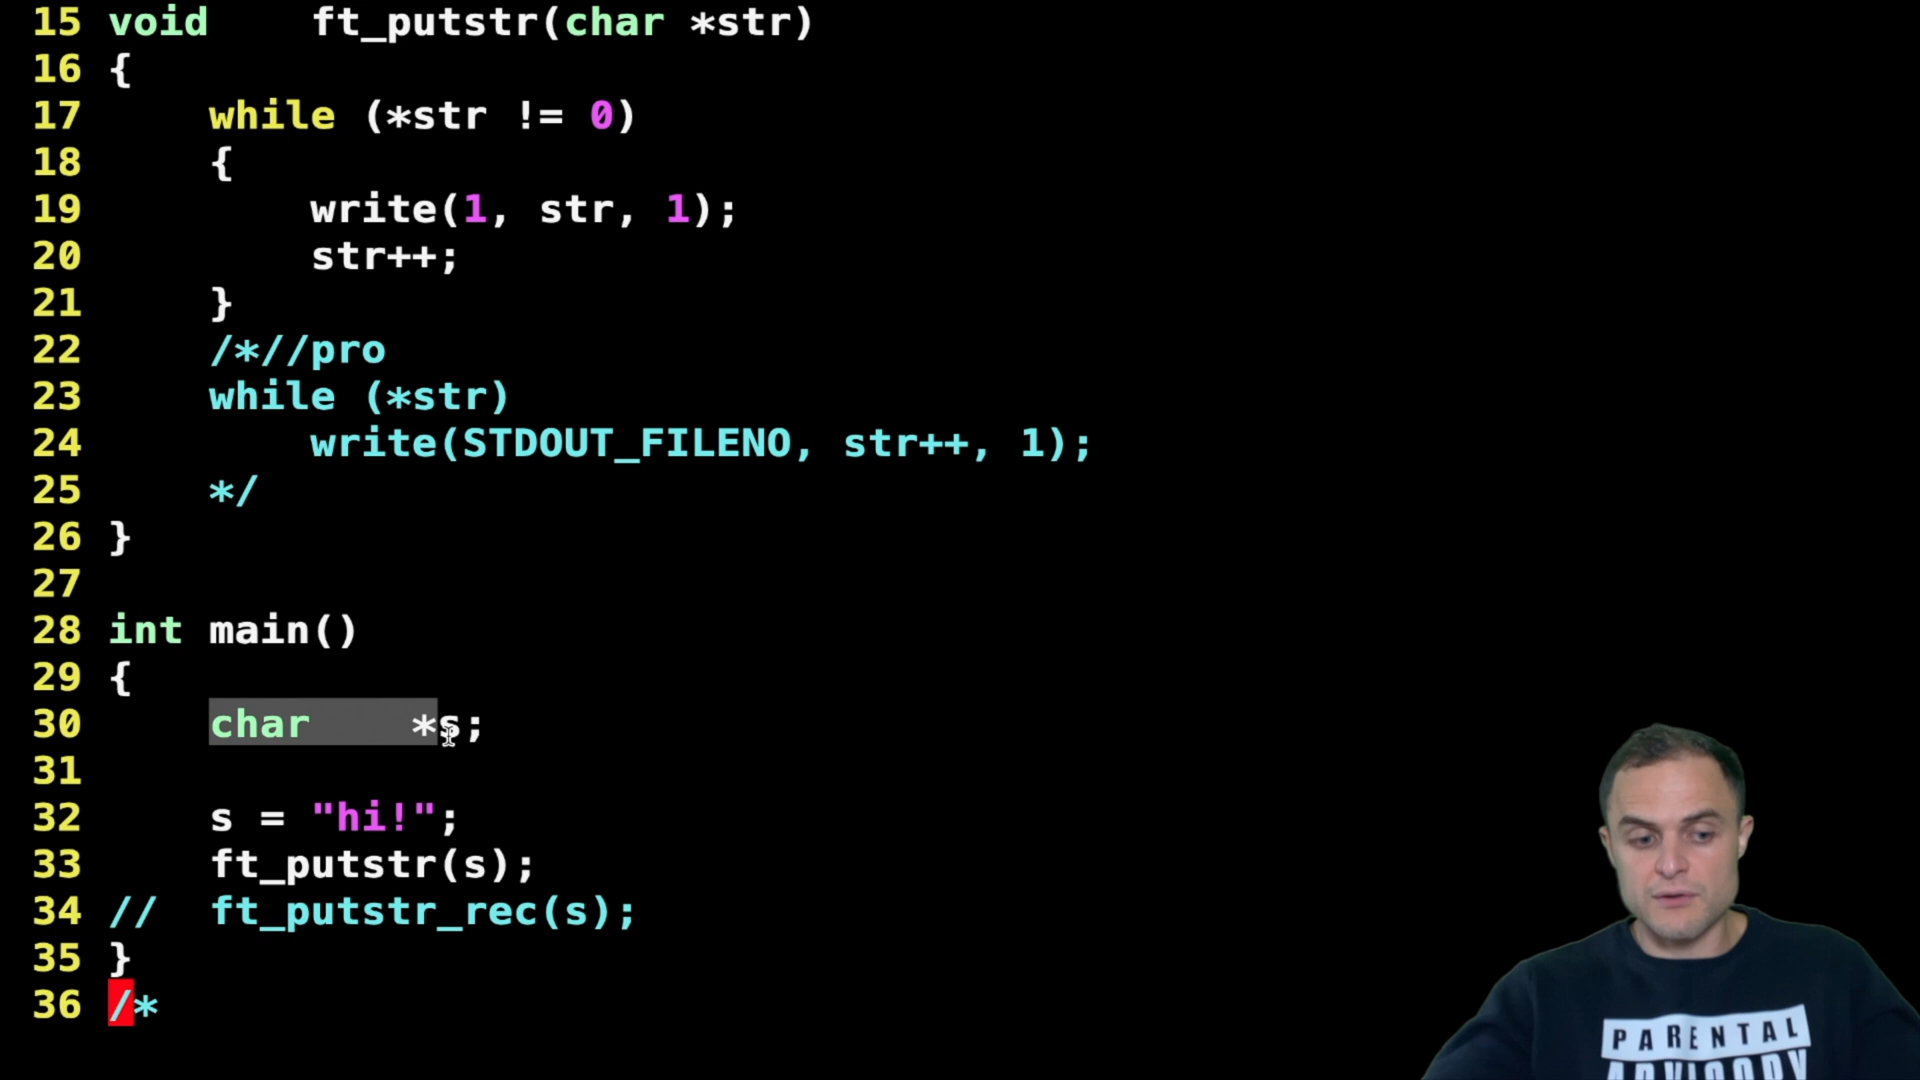 15 void    ft_putstr(char *str)
16 {
17     while (*str != 0)
18     {
19         write(1, str, 1);
20         str++;
21     }
22     /*//pro
23     while (*str)
24         write(STDOUT_FILENO, str++, 1);
25     */
26 }
27
28 int main()
29 {
30     char    *s;
31
32     s = "hi!";
33     ft_putstr(s);
34 //  ft_putstr_rec(s);
35 }
36 /*
PARENTAL
ADVISORY